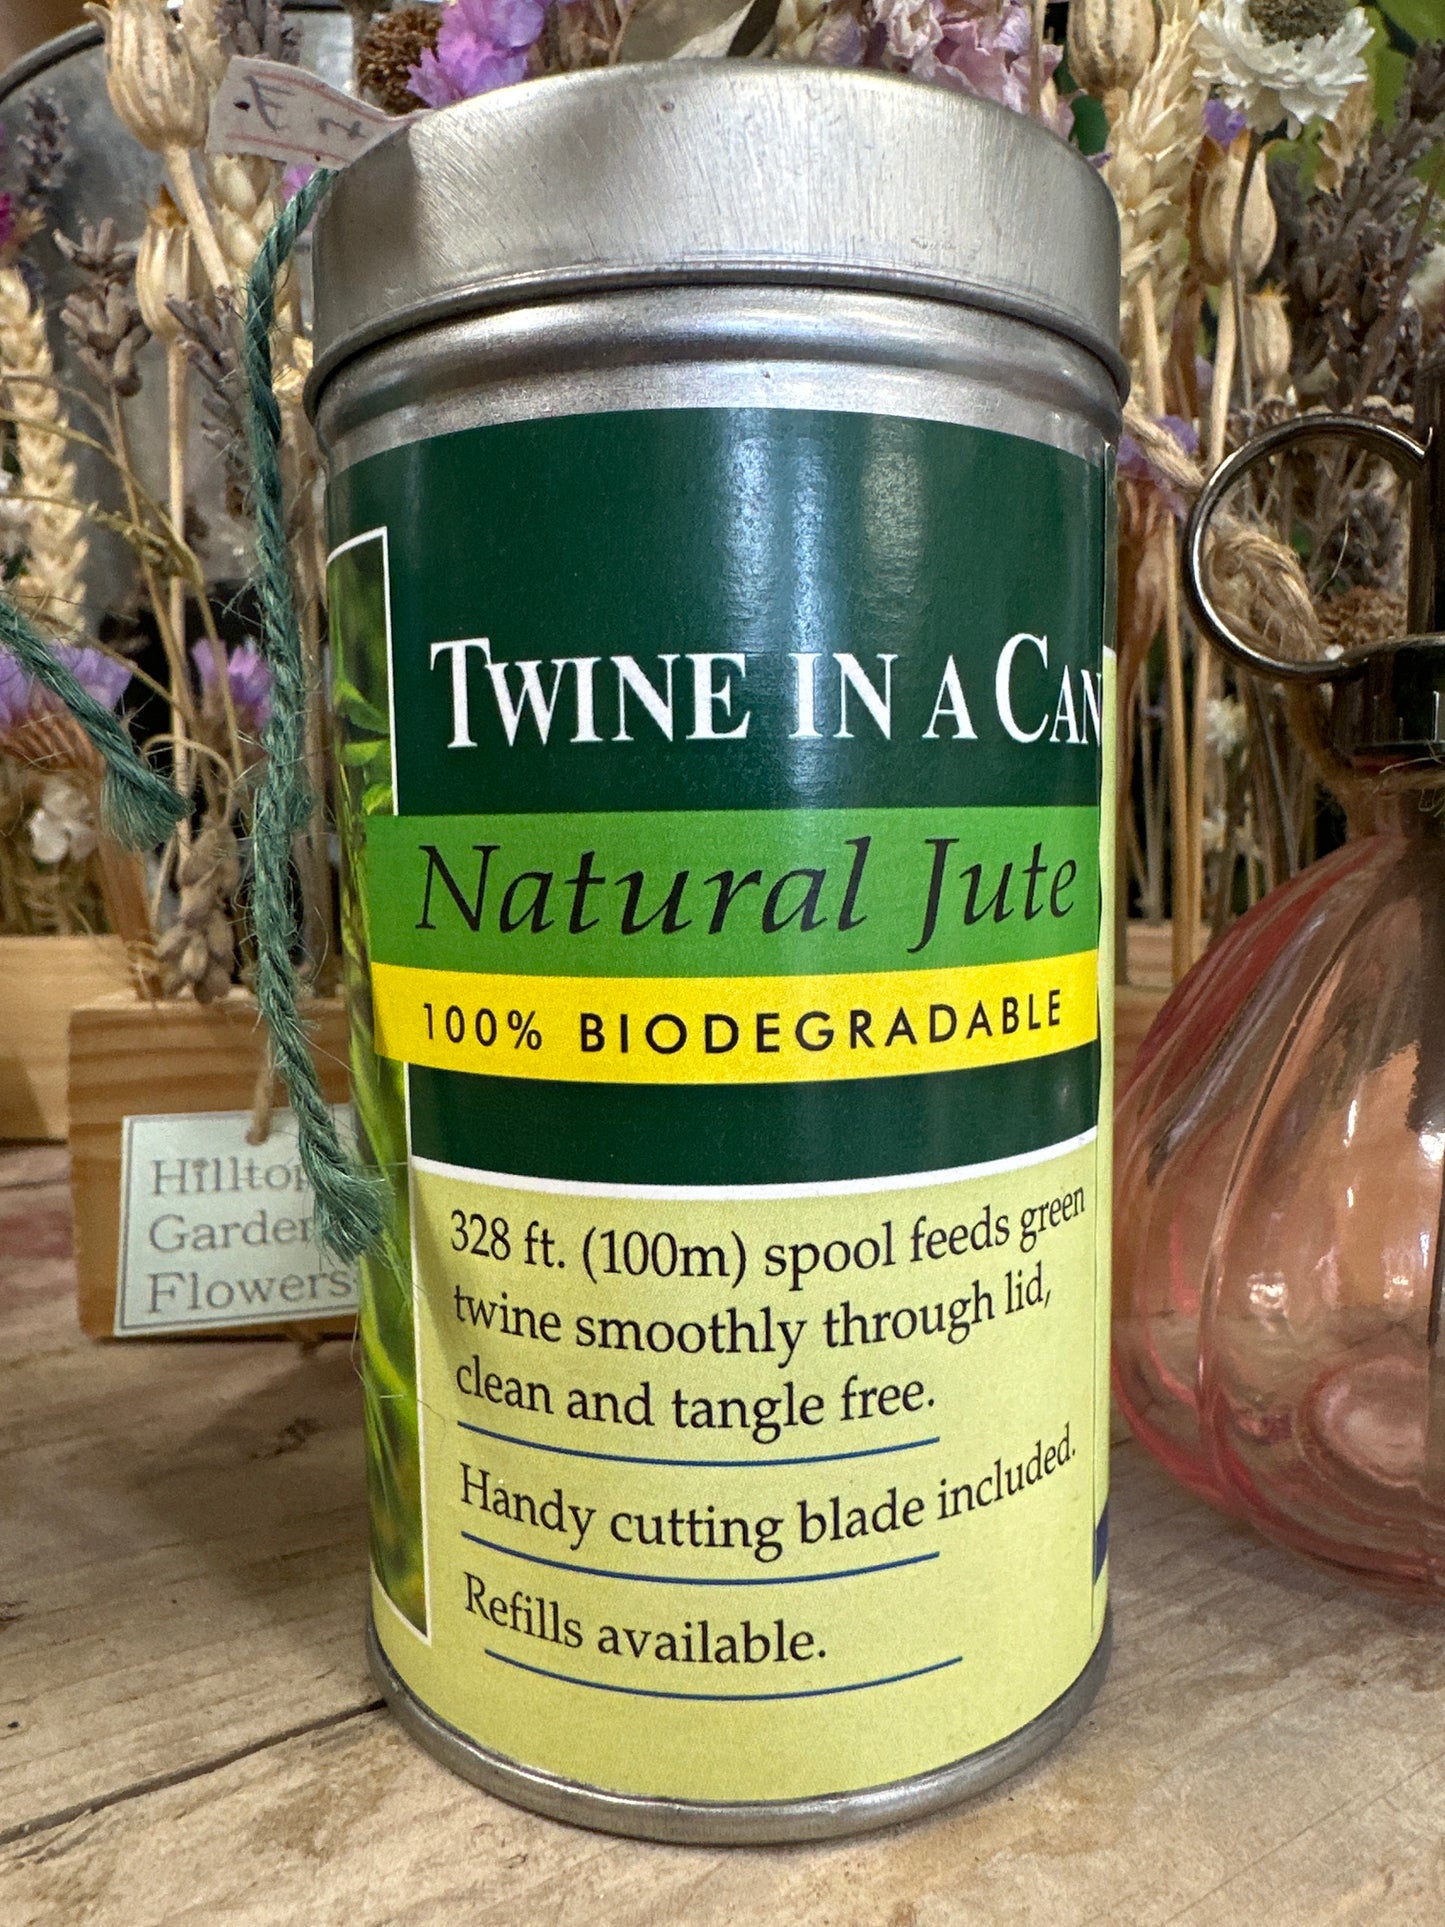 TWINE IN A CAN
Natural Jute
100% BIODEGRADABLE
328 ft. (100m) spool feeds green
twine smoothly through lid,
clean and tangle free.
Handy cutting blade included.
Refills available.
Hilltop
Garden
Flowers